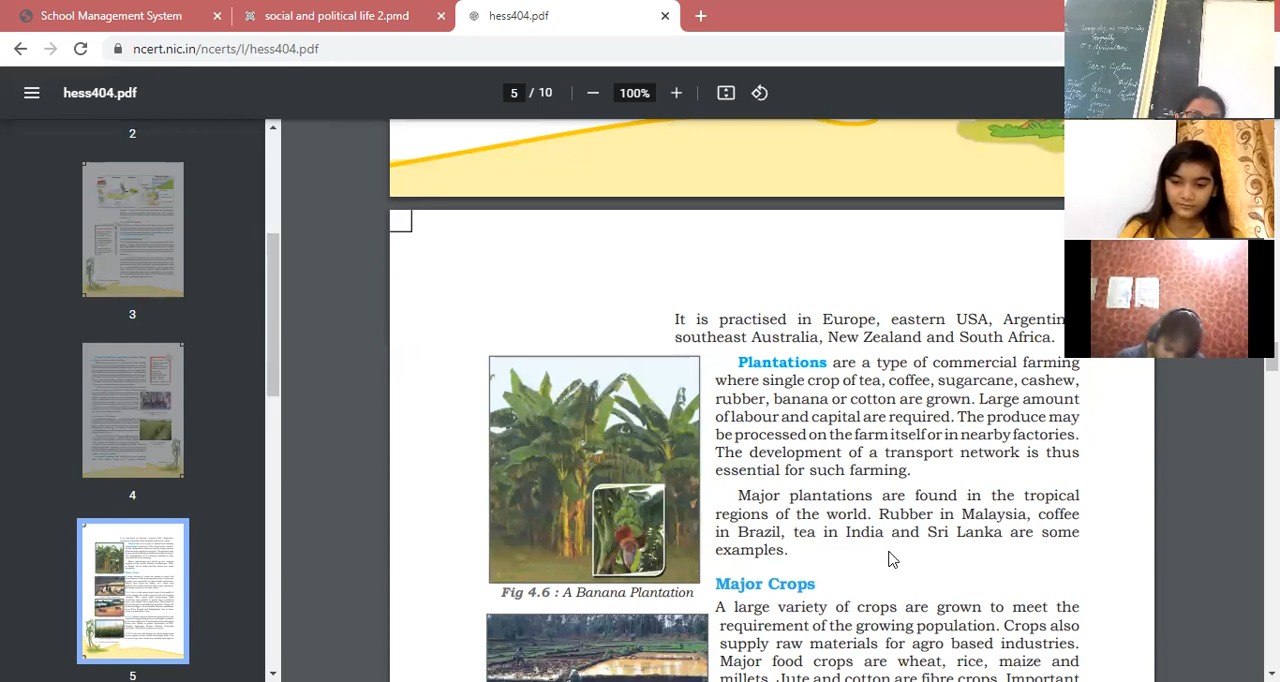 School Management System
social and political life 2.pmd
hess404.pdf
ncert.nic.in/ncerts/l/hess404.pdf
hess404.pdf
5 / 10
100%
2
3
4
5
It is practised in Europe, eastern USA,
southeast Australia, New Zealand and South Africa.
Plantations are a type of commercial farming
where single crop of tea, coffee, sugarcane, cashew,
rubber, banana or cotton are grown. Large amount
of labour and capital are required. The produce may
be processed on the farm itself or in nearby factories.
The development of a transport network is thus
essential for such farming.
Major plantations are found in the tropical
regions of the world. Rubber in Malaysia, coffee
in Brazil, tea in India and Sri Lanka are some
examples.
Fig 4.6 : A Banana Plantation
Major Crops
A large variety of crops are grown to meet the
requirement of the growing population. Crops also
supply raw materials for agro based industries.
Major food crops are wheat, rice, maize and
millets. Jute and cotton are fibre crops. Important